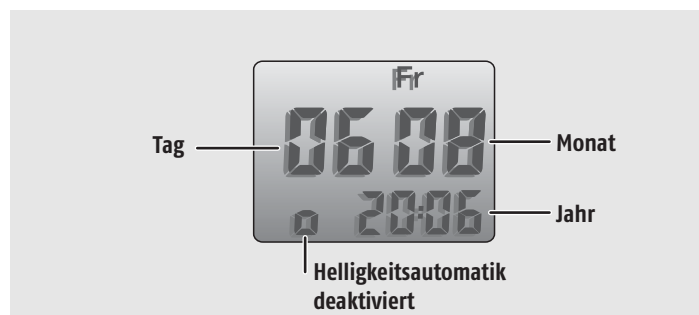 Fr
Tag
06 08
Monat
o 20:06
Jahr
Helligkeitsautomatik
deaktiviert